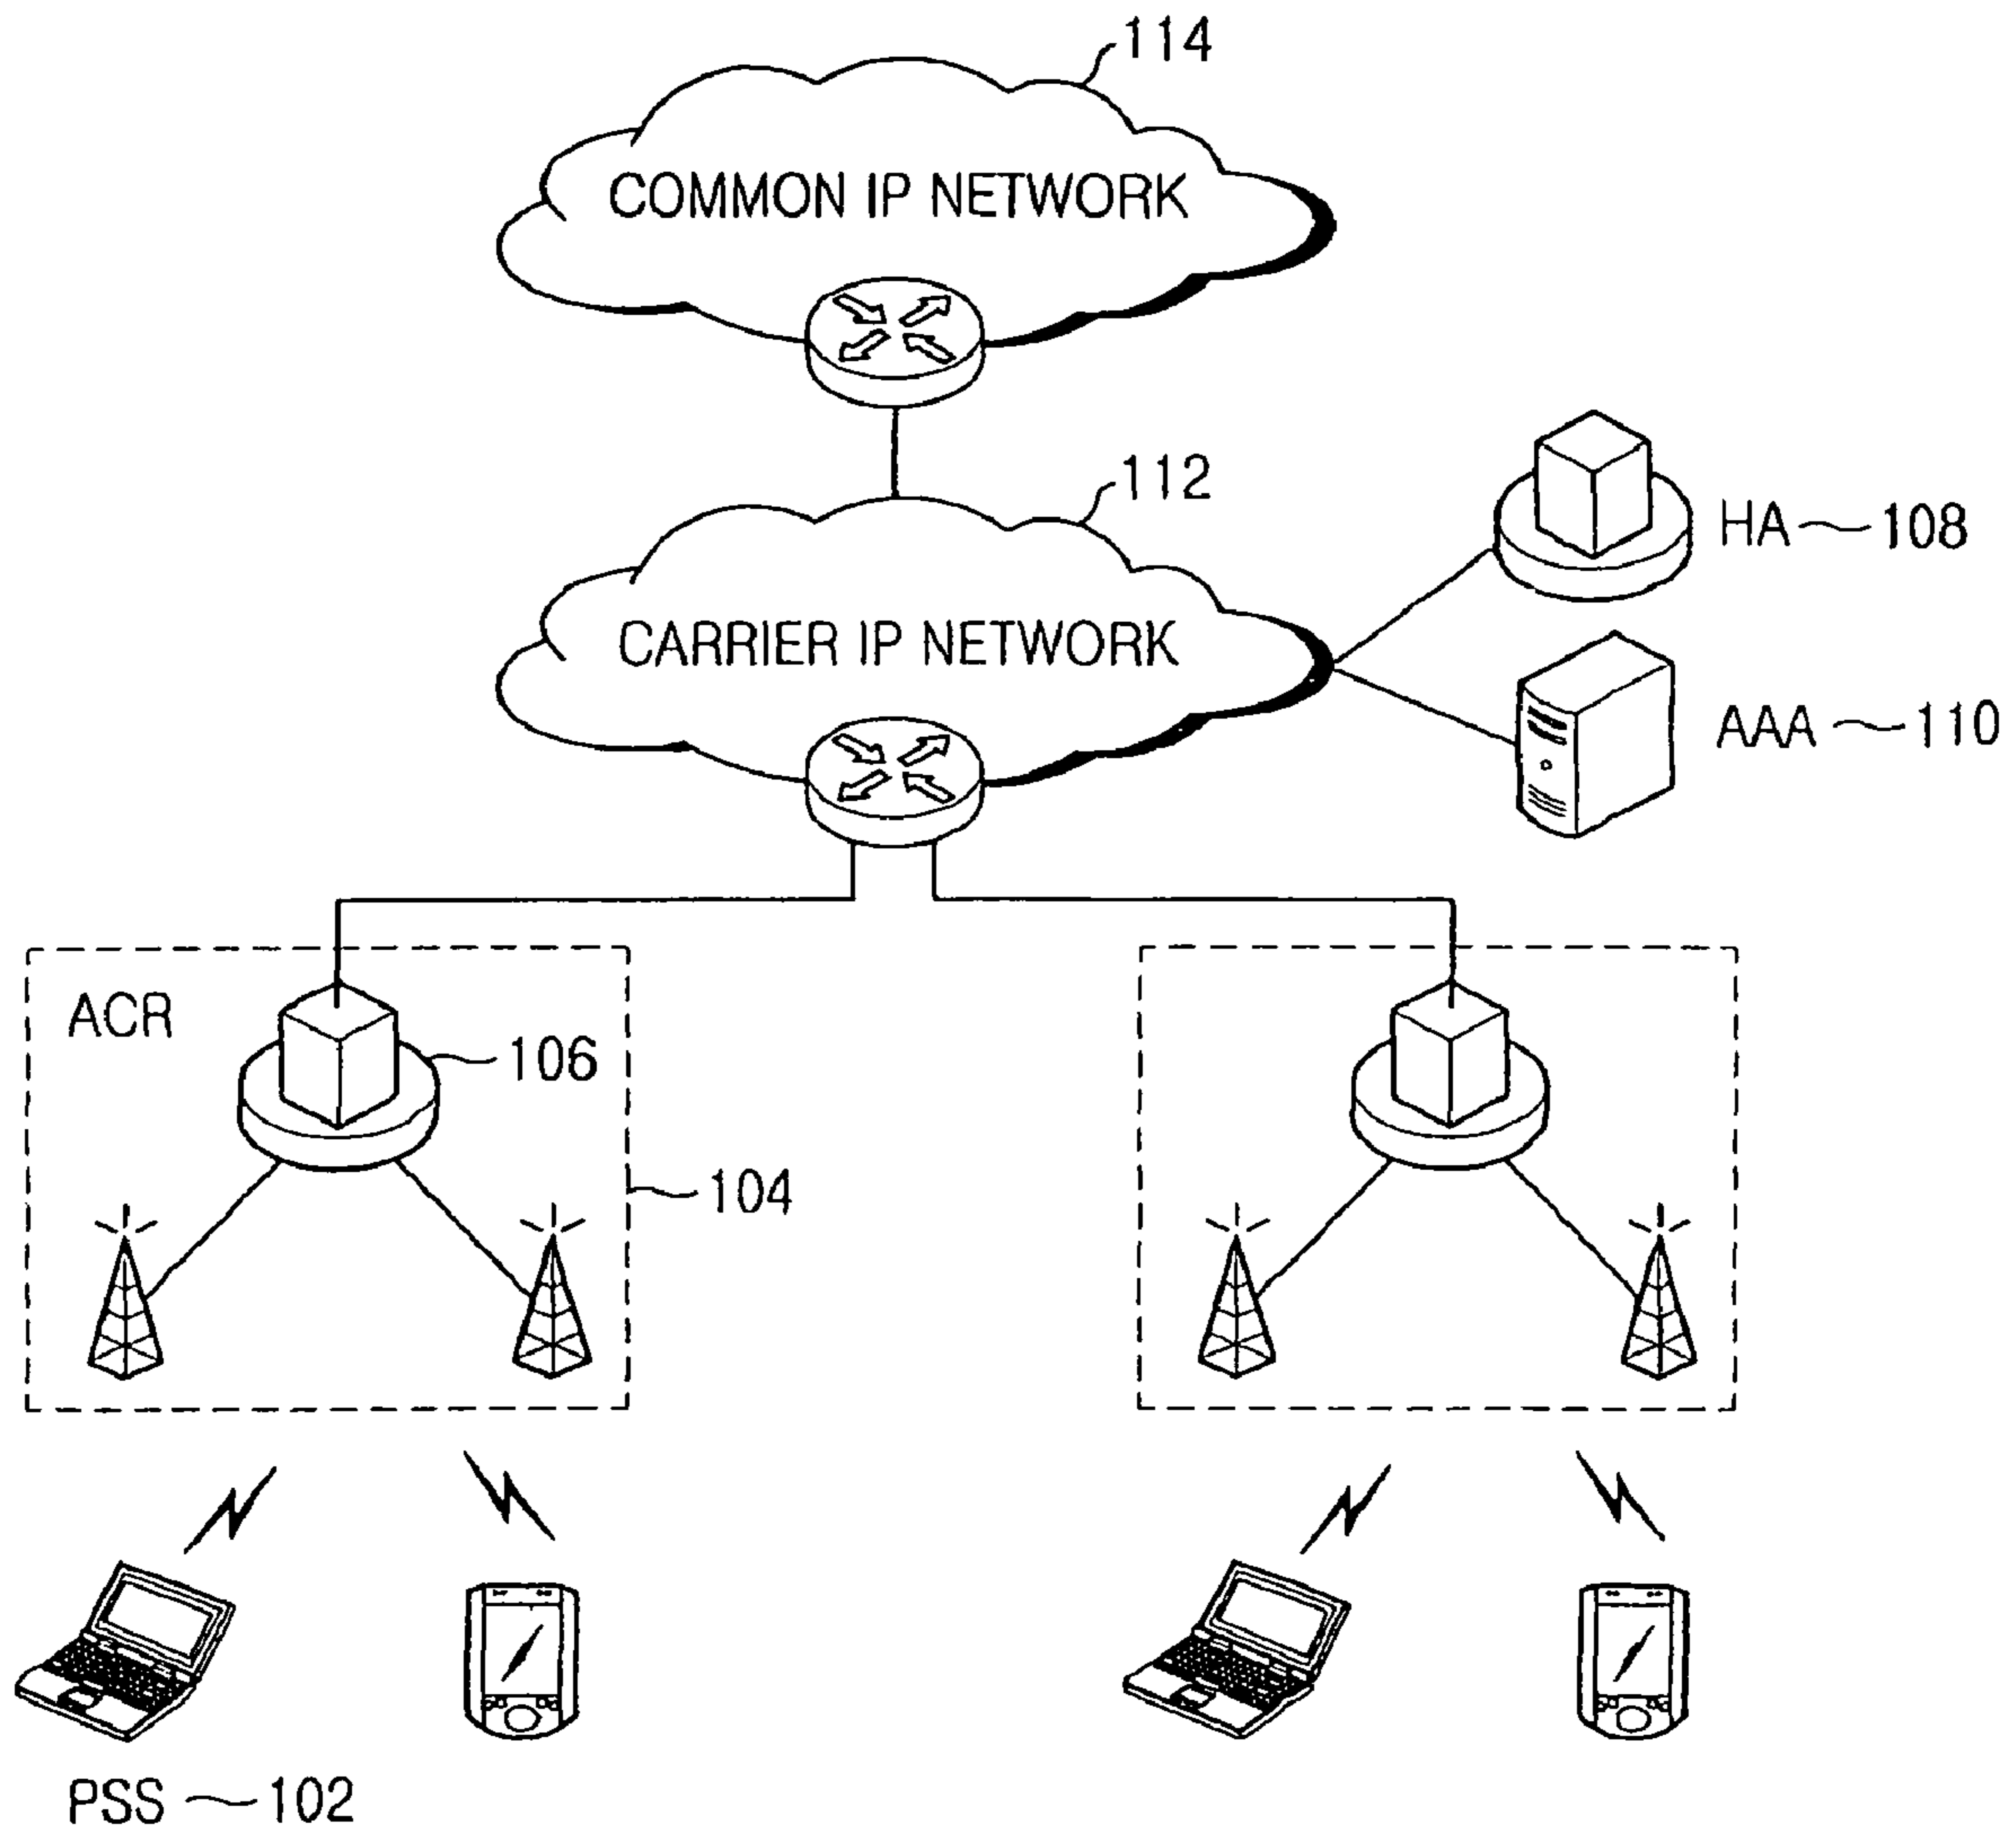 114
COMMON IP NETWORK
112
HA 108
CARRIER IP NETWORK
AAA 110
ACR
106
104
PSS 102